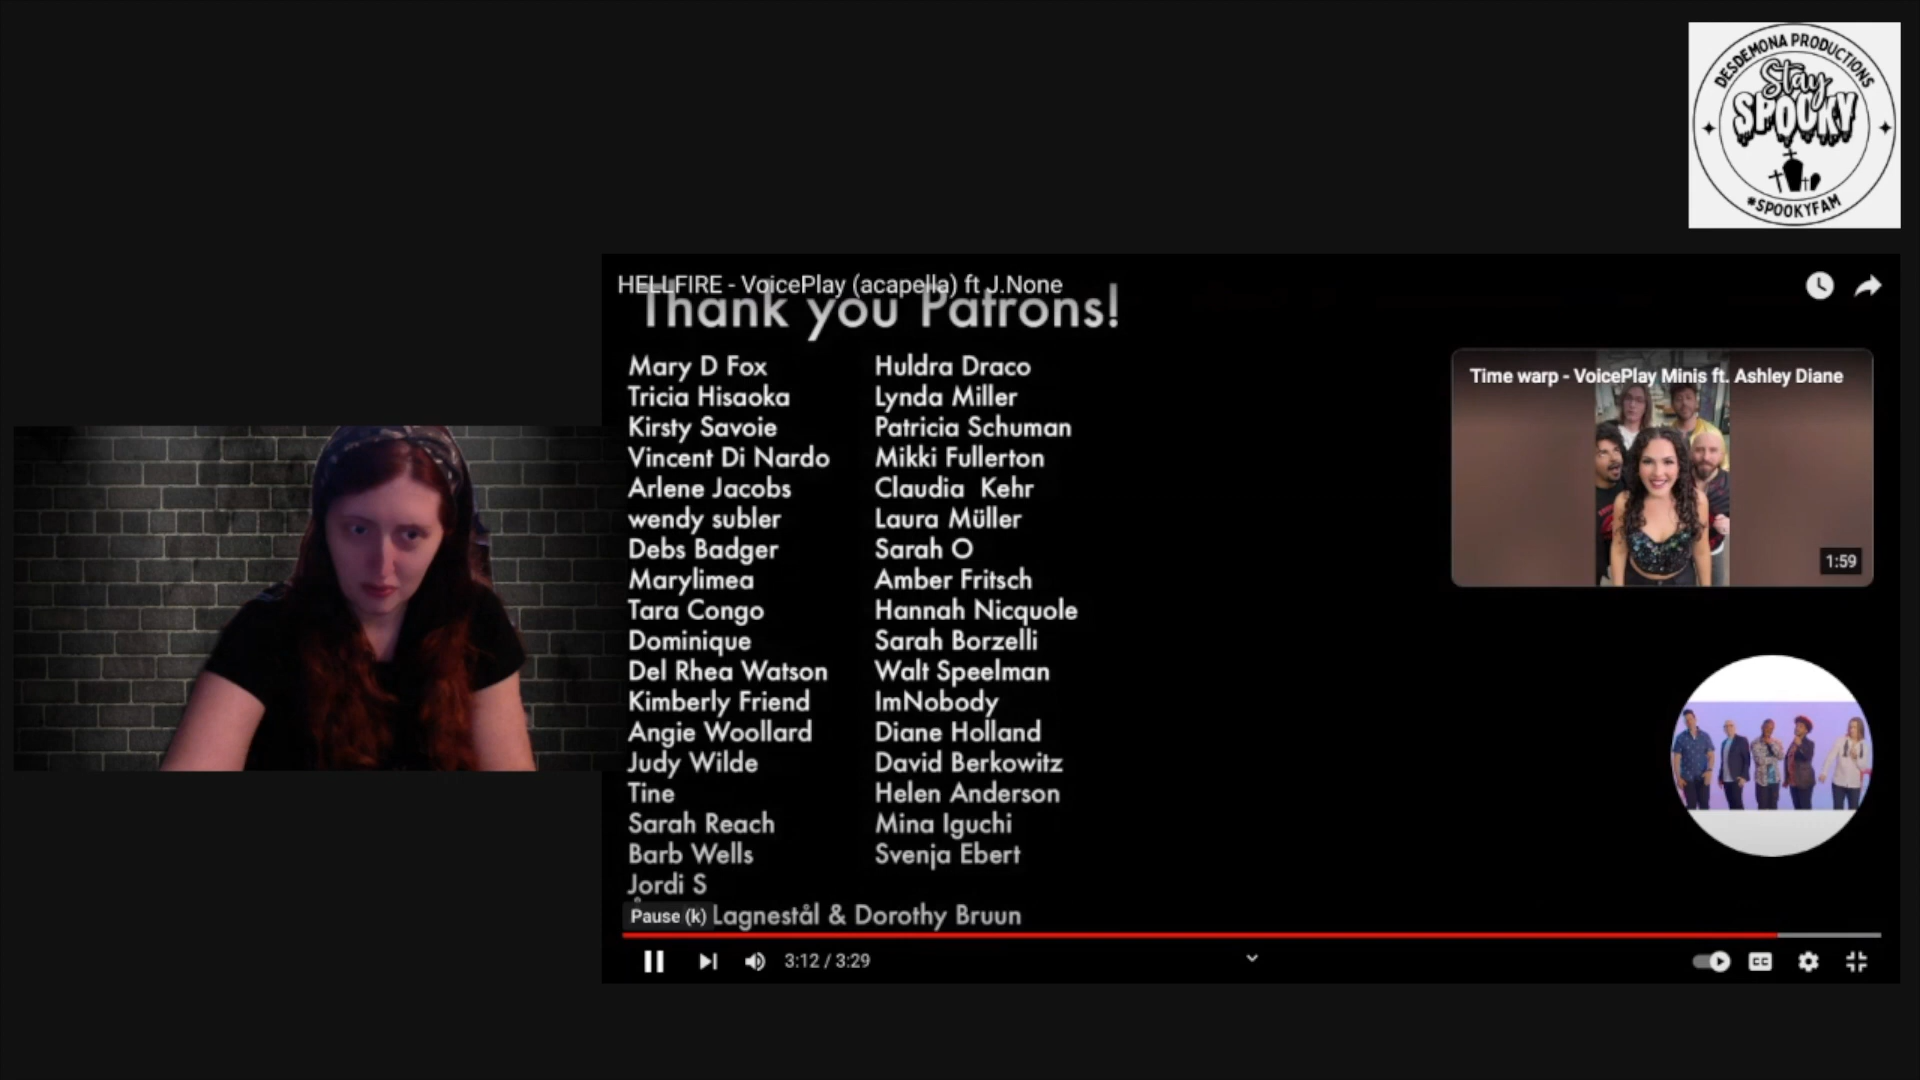 DESDEMONA PRODUCTIONS
Stay
SPOOKY
#SPOOKYFAM
HELLFIRE - VoicePlay (acapella) ft J.None
Thank you Patrons!
Mary D Fox
Tricia Hisaoka
Kirsty Savoie
Vincent Di Nardo
Arlene Jacobs
wendy subler
Debs Badger
Marylimea
Tara Congo
Dominique
Del Rhea Watson
Kimberly Friend
Angie Woollard
Judy Wilde
Tine
Sarah Reach
Barb Wells
Jordi S
Lagnestål & Dorothy Bruun
Huldra Draco
Lynda Miller
Patricia Schuman
Mikki Fullerton
Claudia Kehr
Laura Müller
Sarah O
Amber Fritsch
Hannah Nicquole
Sarah Borzelli
Walt Speelman
ImNobody
Diane Holland
David Berkowitz
Helen Anderson
Mina Iguchi
Svenja Ebert
Time warp - VoicePlay Minis ft. Ashley Diane
1:59
Pause (k)
3:12 / 3:29
CC